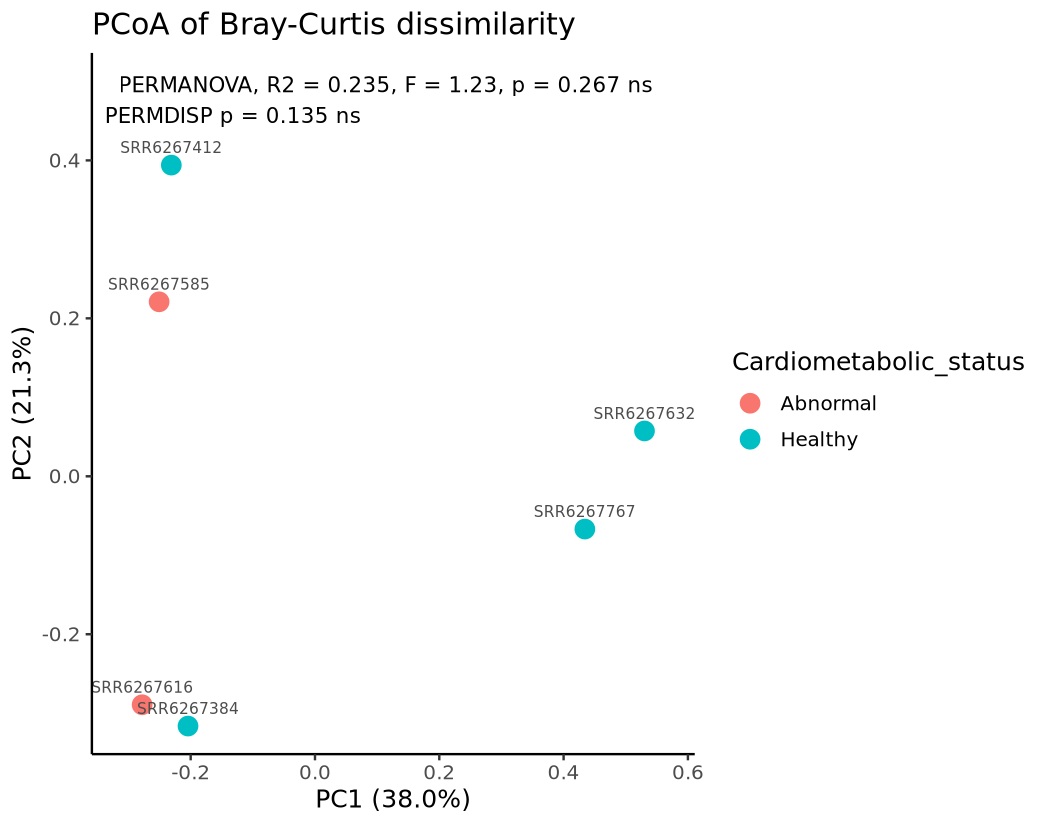 PCoA of Bray-Curtis dissimilarity
PERMANOVA, R2 = 0.235, F = 1.23, p = 0.267 ns
PERMDISP p = 0.135 ns
SRR6267412
0.4
SRR6267585
0.2
PC2 (21.3%)
Cardiometabolic_status
Abnormal
Healthy
SRR6267632
0.0
SRR6267767
-0.2
SRR6267616
SRR6267384
-0.2 0.0 0.2 0.4 0.6
PC1 (38.0%)